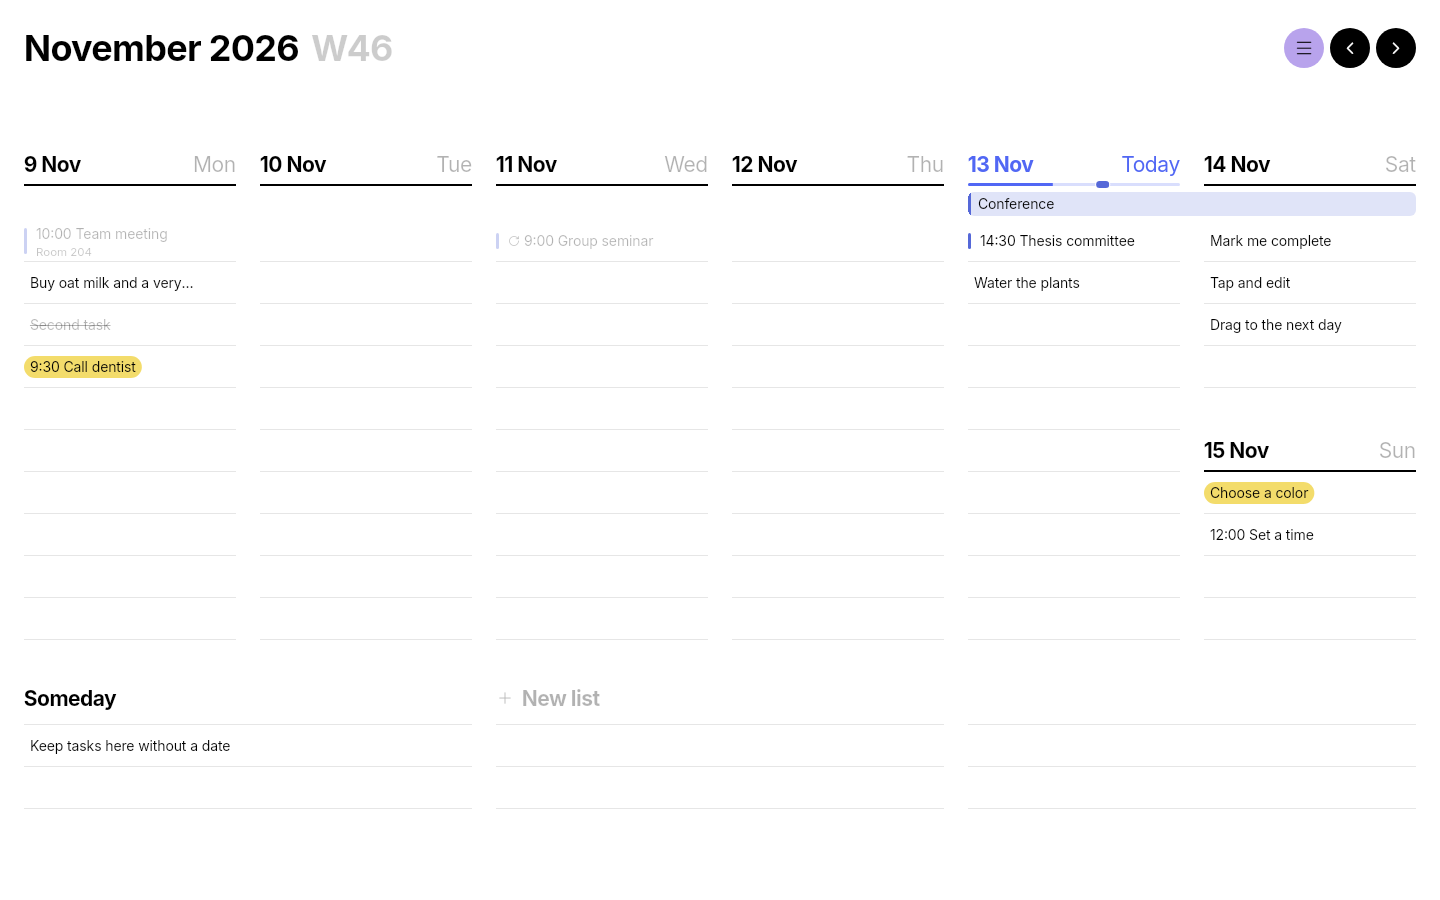 November 2026 W46
9 Nov Mon
10:00 Team meeting
Room 204
Buy oat milk and a very…
Second task
9:30 Call dentist
10 Nov Tue
11 Nov Wed
9:00 Group seminar
12 Nov Thu
13 Nov Today
Conference
14:30 Thesis committee
Water the plants
14 Nov Sat
Mark me complete
Tap and edit
Drag to the next day
15 Nov Sun
Choose a color
12:00 Set a time
Someday
Keep tasks here without a date
New list